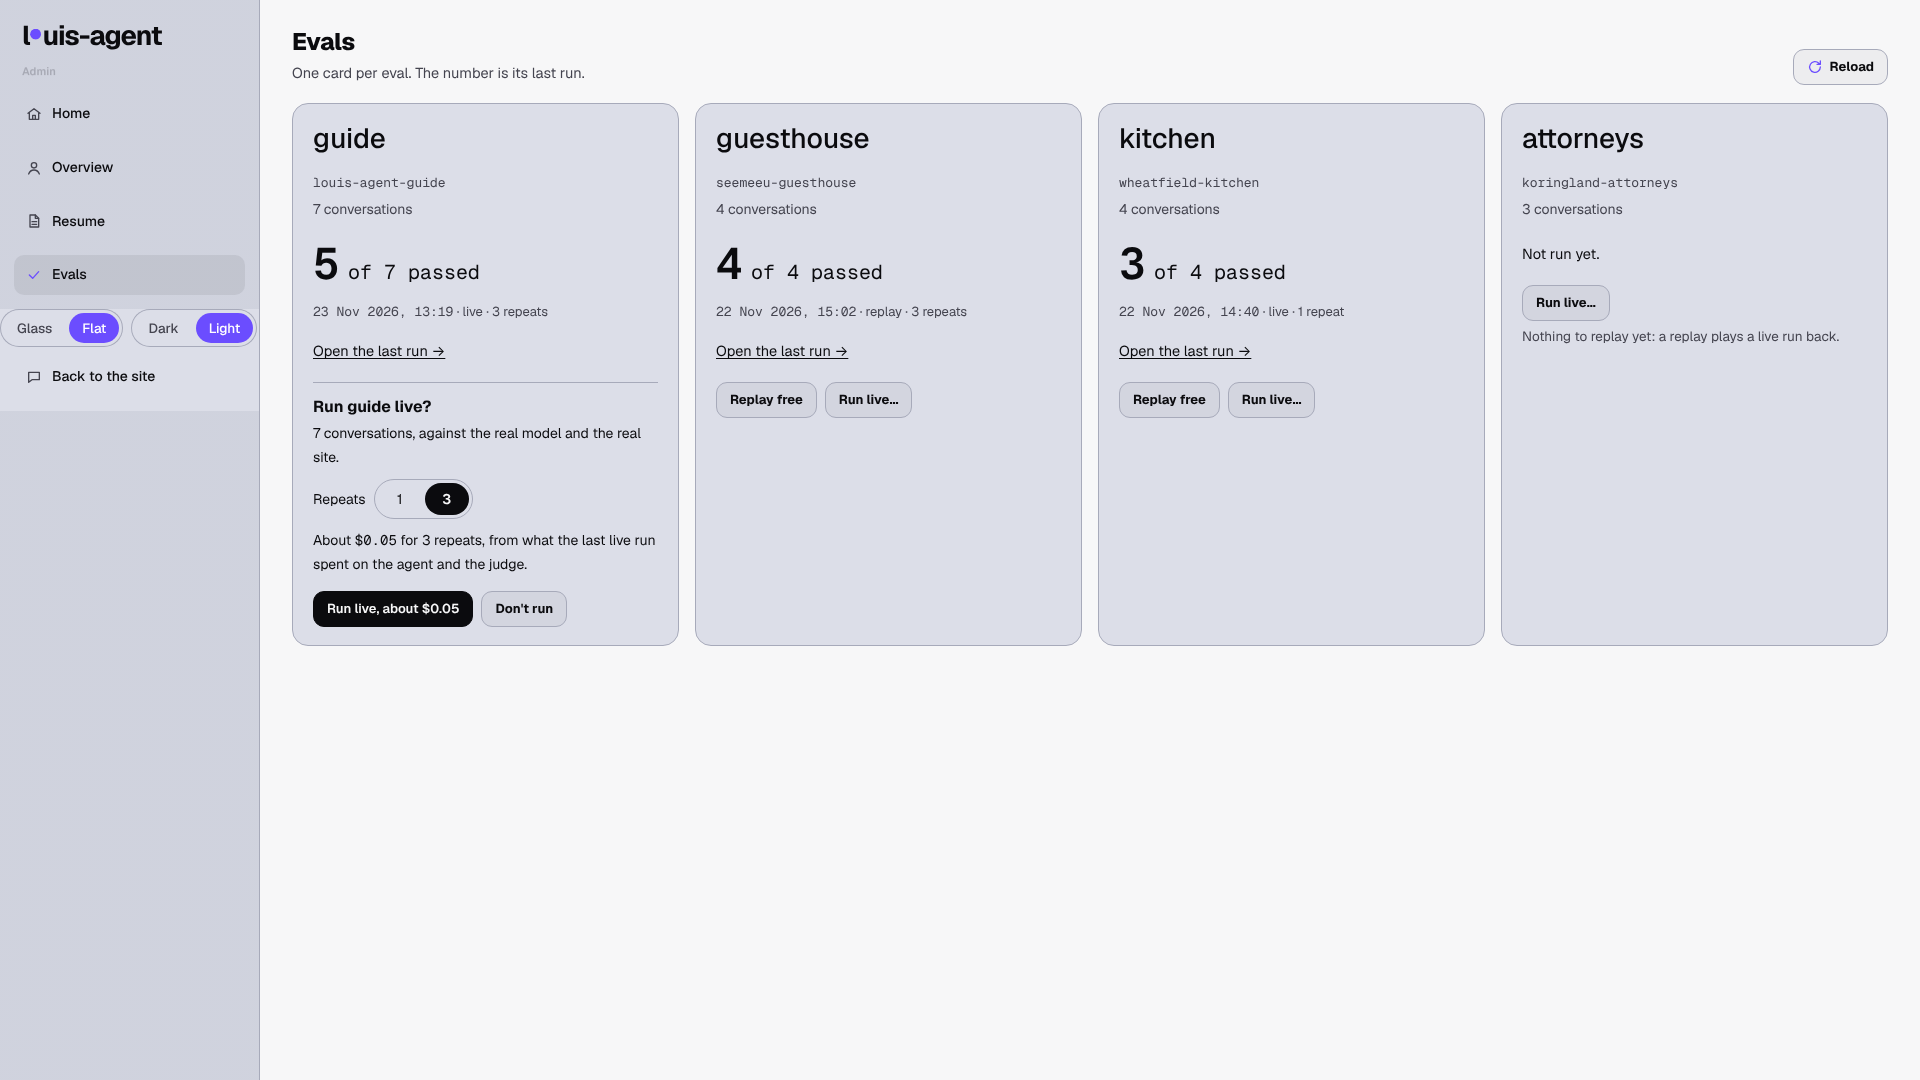 louis-agent
Admin
Home
Overview
Resume
Evals
Glass Flat Dark Light
Back to the site
Evals
One card per eval. The number is its last run.
Reload
guide
louis-agent-guide
7 conversations
5 of 7 passed
23 Nov 2026, 13:19 · live · 3 repeats
Open the last run →
Run guide live?
7 conversations, against the real model and the real
site.
Repeats 1 3
About $0.05 for 3 repeats, from what the last live run
spent on the agent and the judge.
Run live, about $0.05 Don't run
guesthouse
seemeeu-guesthouse
4 conversations
4 of 4 passed
22 Nov 2026, 15:02 · replay · 3 repeats
Open the last run →
Replay free Run live…
kitchen
wheatfield-kitchen
4 conversations
3 of 4 passed
22 Nov 2026, 14:40 · live · 1 repeat
Open the last run →
Replay free Run live…
attorneys
koringland-attorneys
3 conversations
Not run yet.
Run live…
Nothing to replay yet: a replay plays a live run back.